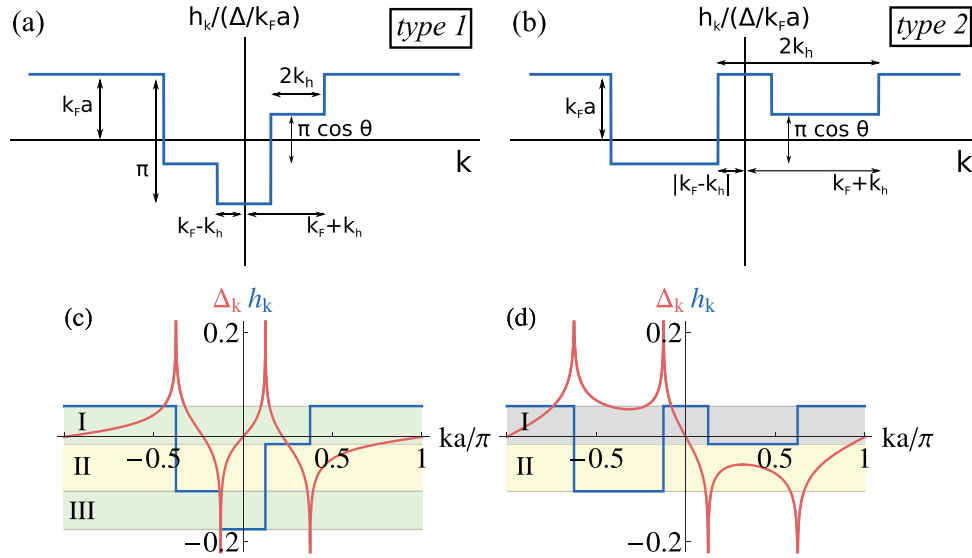 (a)
h_k/(Δ/k_F a)
type 1
2k_h
k_F a
π cos θ
k
π
k_F-k_h
k_F+k_h
(b)
h_k/(Δ/k_F a)
type 2
2k_h
k_F a
π cos θ
k
|k_F-k_h|
k_F+k_h
(c)
Δ_k h_k
0.2
I
ka/π
II
−0.5
0.5
1
III
-0.2
(d)
Δ_k h_k
0.2
I
ka/π
II
−0.5
0.5
1
-0.2